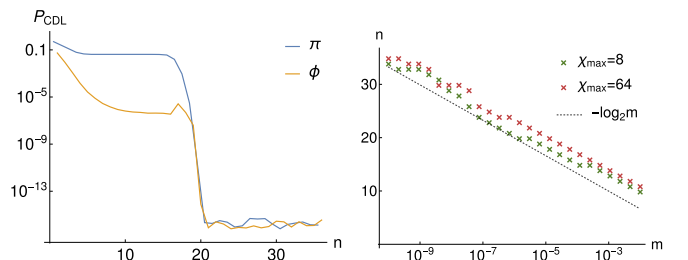 P_CDL
0.1
10^-5
10^-9
10^-13
10 20 30 n
π
ϕ
n
30
20
10
10^-9 10^-7 10^-5 10^-3 m
χ_max=8
χ_max=64
-log_2m